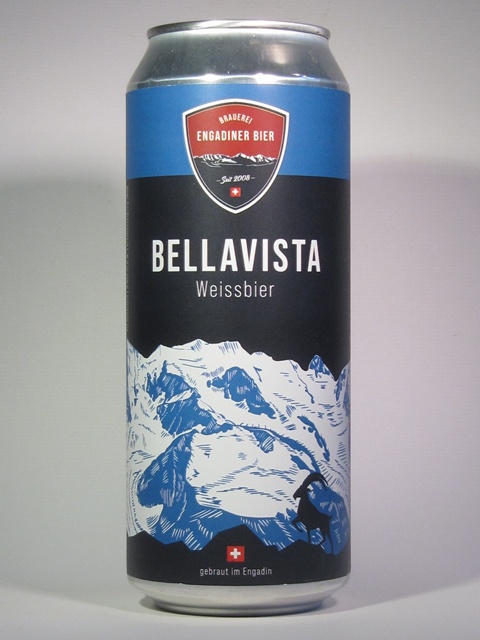 BRAUEREI
ENGADINER BIER
- Seit 2008 -
BELLAVISTA
Weissbier
gebraut im Engadin